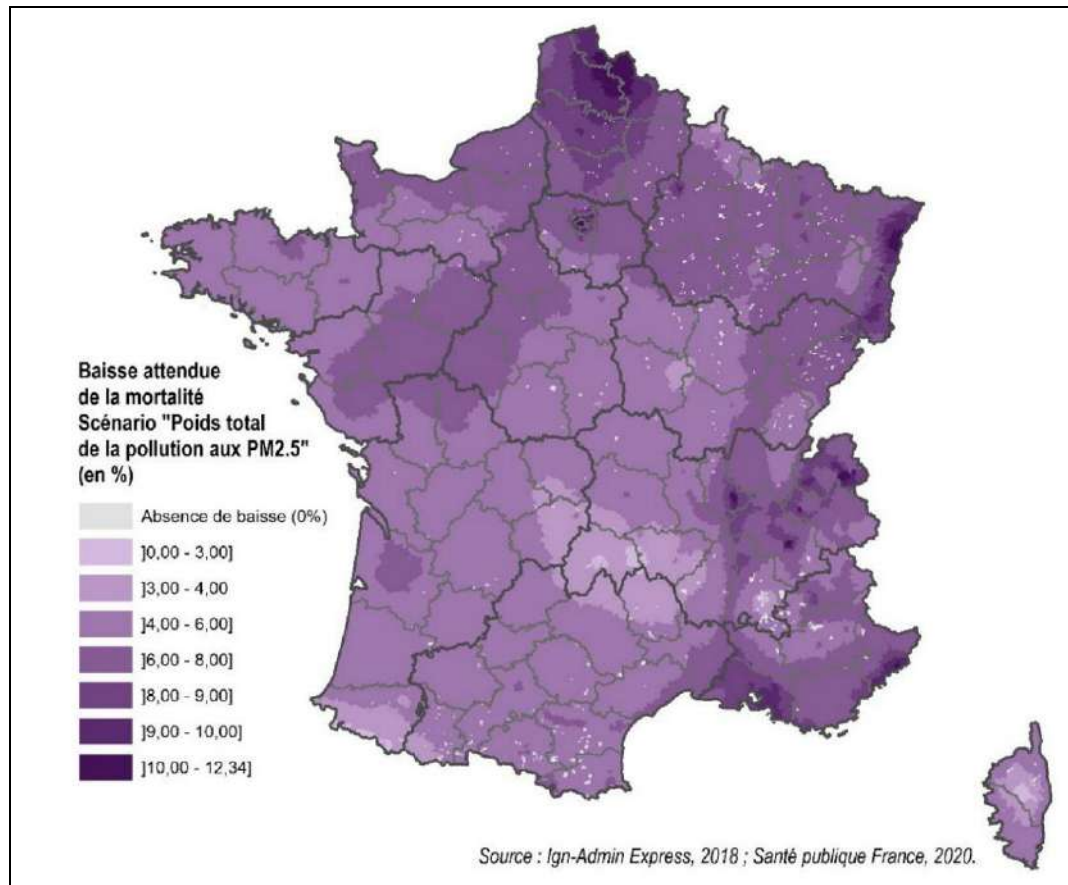 Baisse attendue
de la mortalité
Scénario "Poids total
de la pollution aux PM2.5"
(en %)
Absence de baisse (0%)
]0,00 - 3,00]
]3,00 - 4,00
]4,00 - 6,00]
]6,00 - 8,00]
]8,00 - 9,00]
]9,00 - 10,00]
]10,00 - 12,34]
Source : Ign-Admin Express, 2018 ; Santé publique France, 2020.